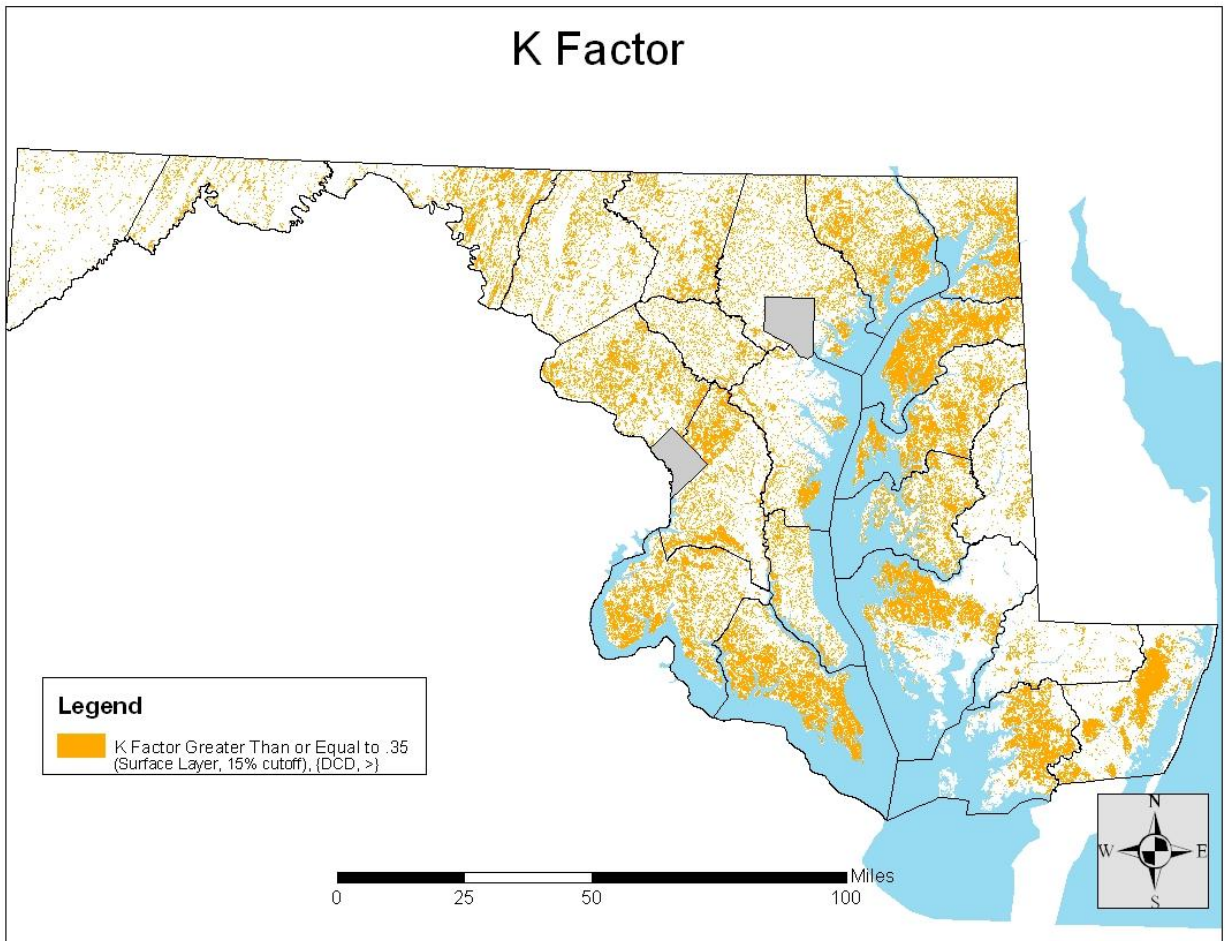 K Factor
Legend
K Factor Greater Than or Equal to .35
(Surface Layer, 15% cutoff), {DCD, >}
Miles
0 25 50 100
N
W E
S